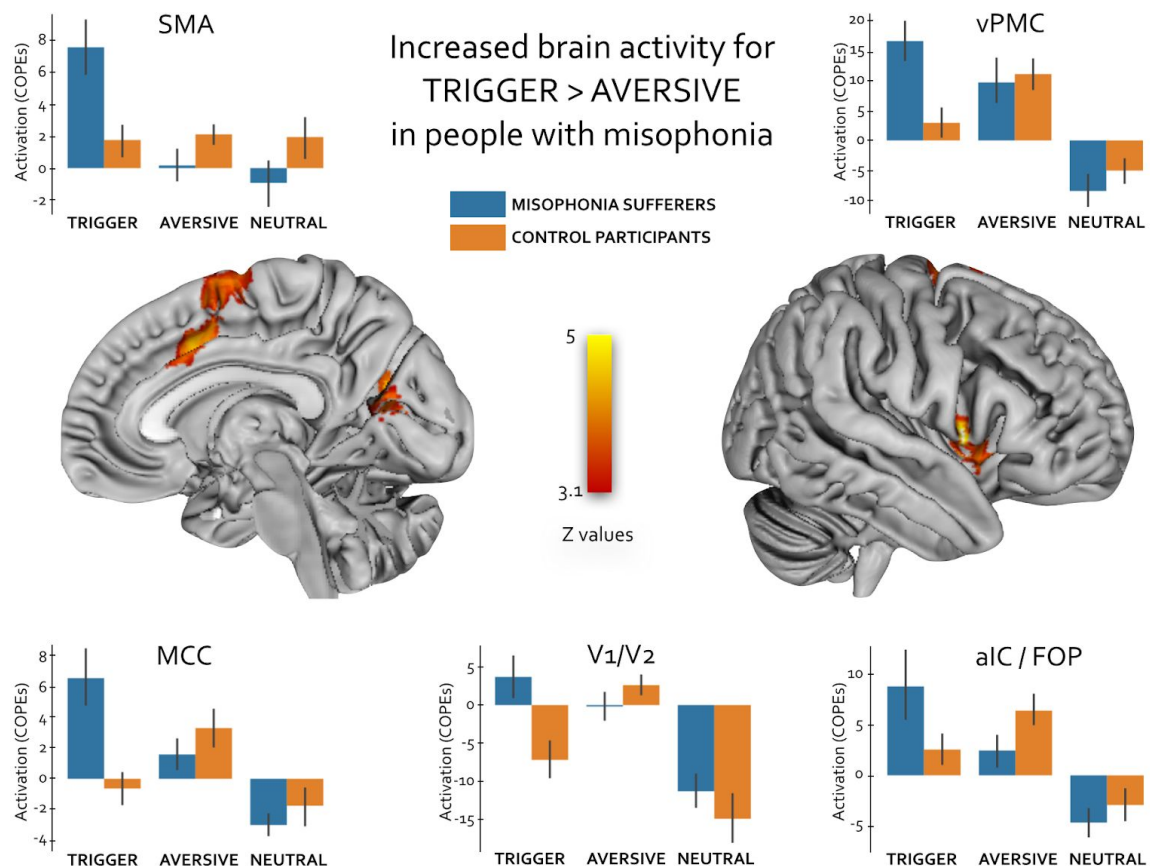 SMA
Activation (COPEs)
8
6
4
2
0
-2
TRIGGER AVERSIVE NEUTRAL
Increased brain activity for
TRIGGER > AVERSIVE
in people with misophonia
MISOPHONIA SUFFERERS
CONTROL PARTICIPANTS
vPMC
Activation (COPEs)
20
15
10
5
0
-5
-10
TRIGGER AVERSIVE NEUTRAL
5
3.1
Z values
MCC
Activation (COPEs)
8
6
4
2
0
-2
-4
TRIGGER AVERSIVE NEUTRAL
V1/V2
Activation (COPEs)
5
0
-5
-10
-15
TRIGGER AVERSIVE NEUTRAL
aIC / FOP
Activation (COPEs)
10
5
0
-5
TRIGGER AVERSIVE NEUTRAL